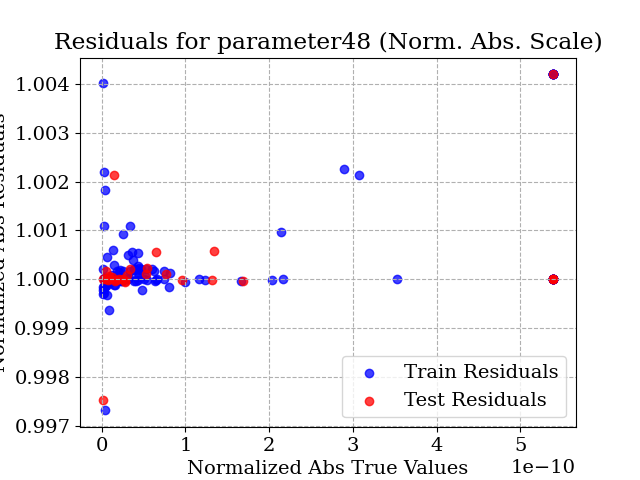 Residuals for parameter48 (Norm. Abs. Scale)
Normalized Abs Residuals
1.004
1.003
1.002
1.001
1.000
0.999
0.998
0.997
Train Residuals
Test Residuals
0 1 2 3 4 5
1e−10
Normalized Abs True Values